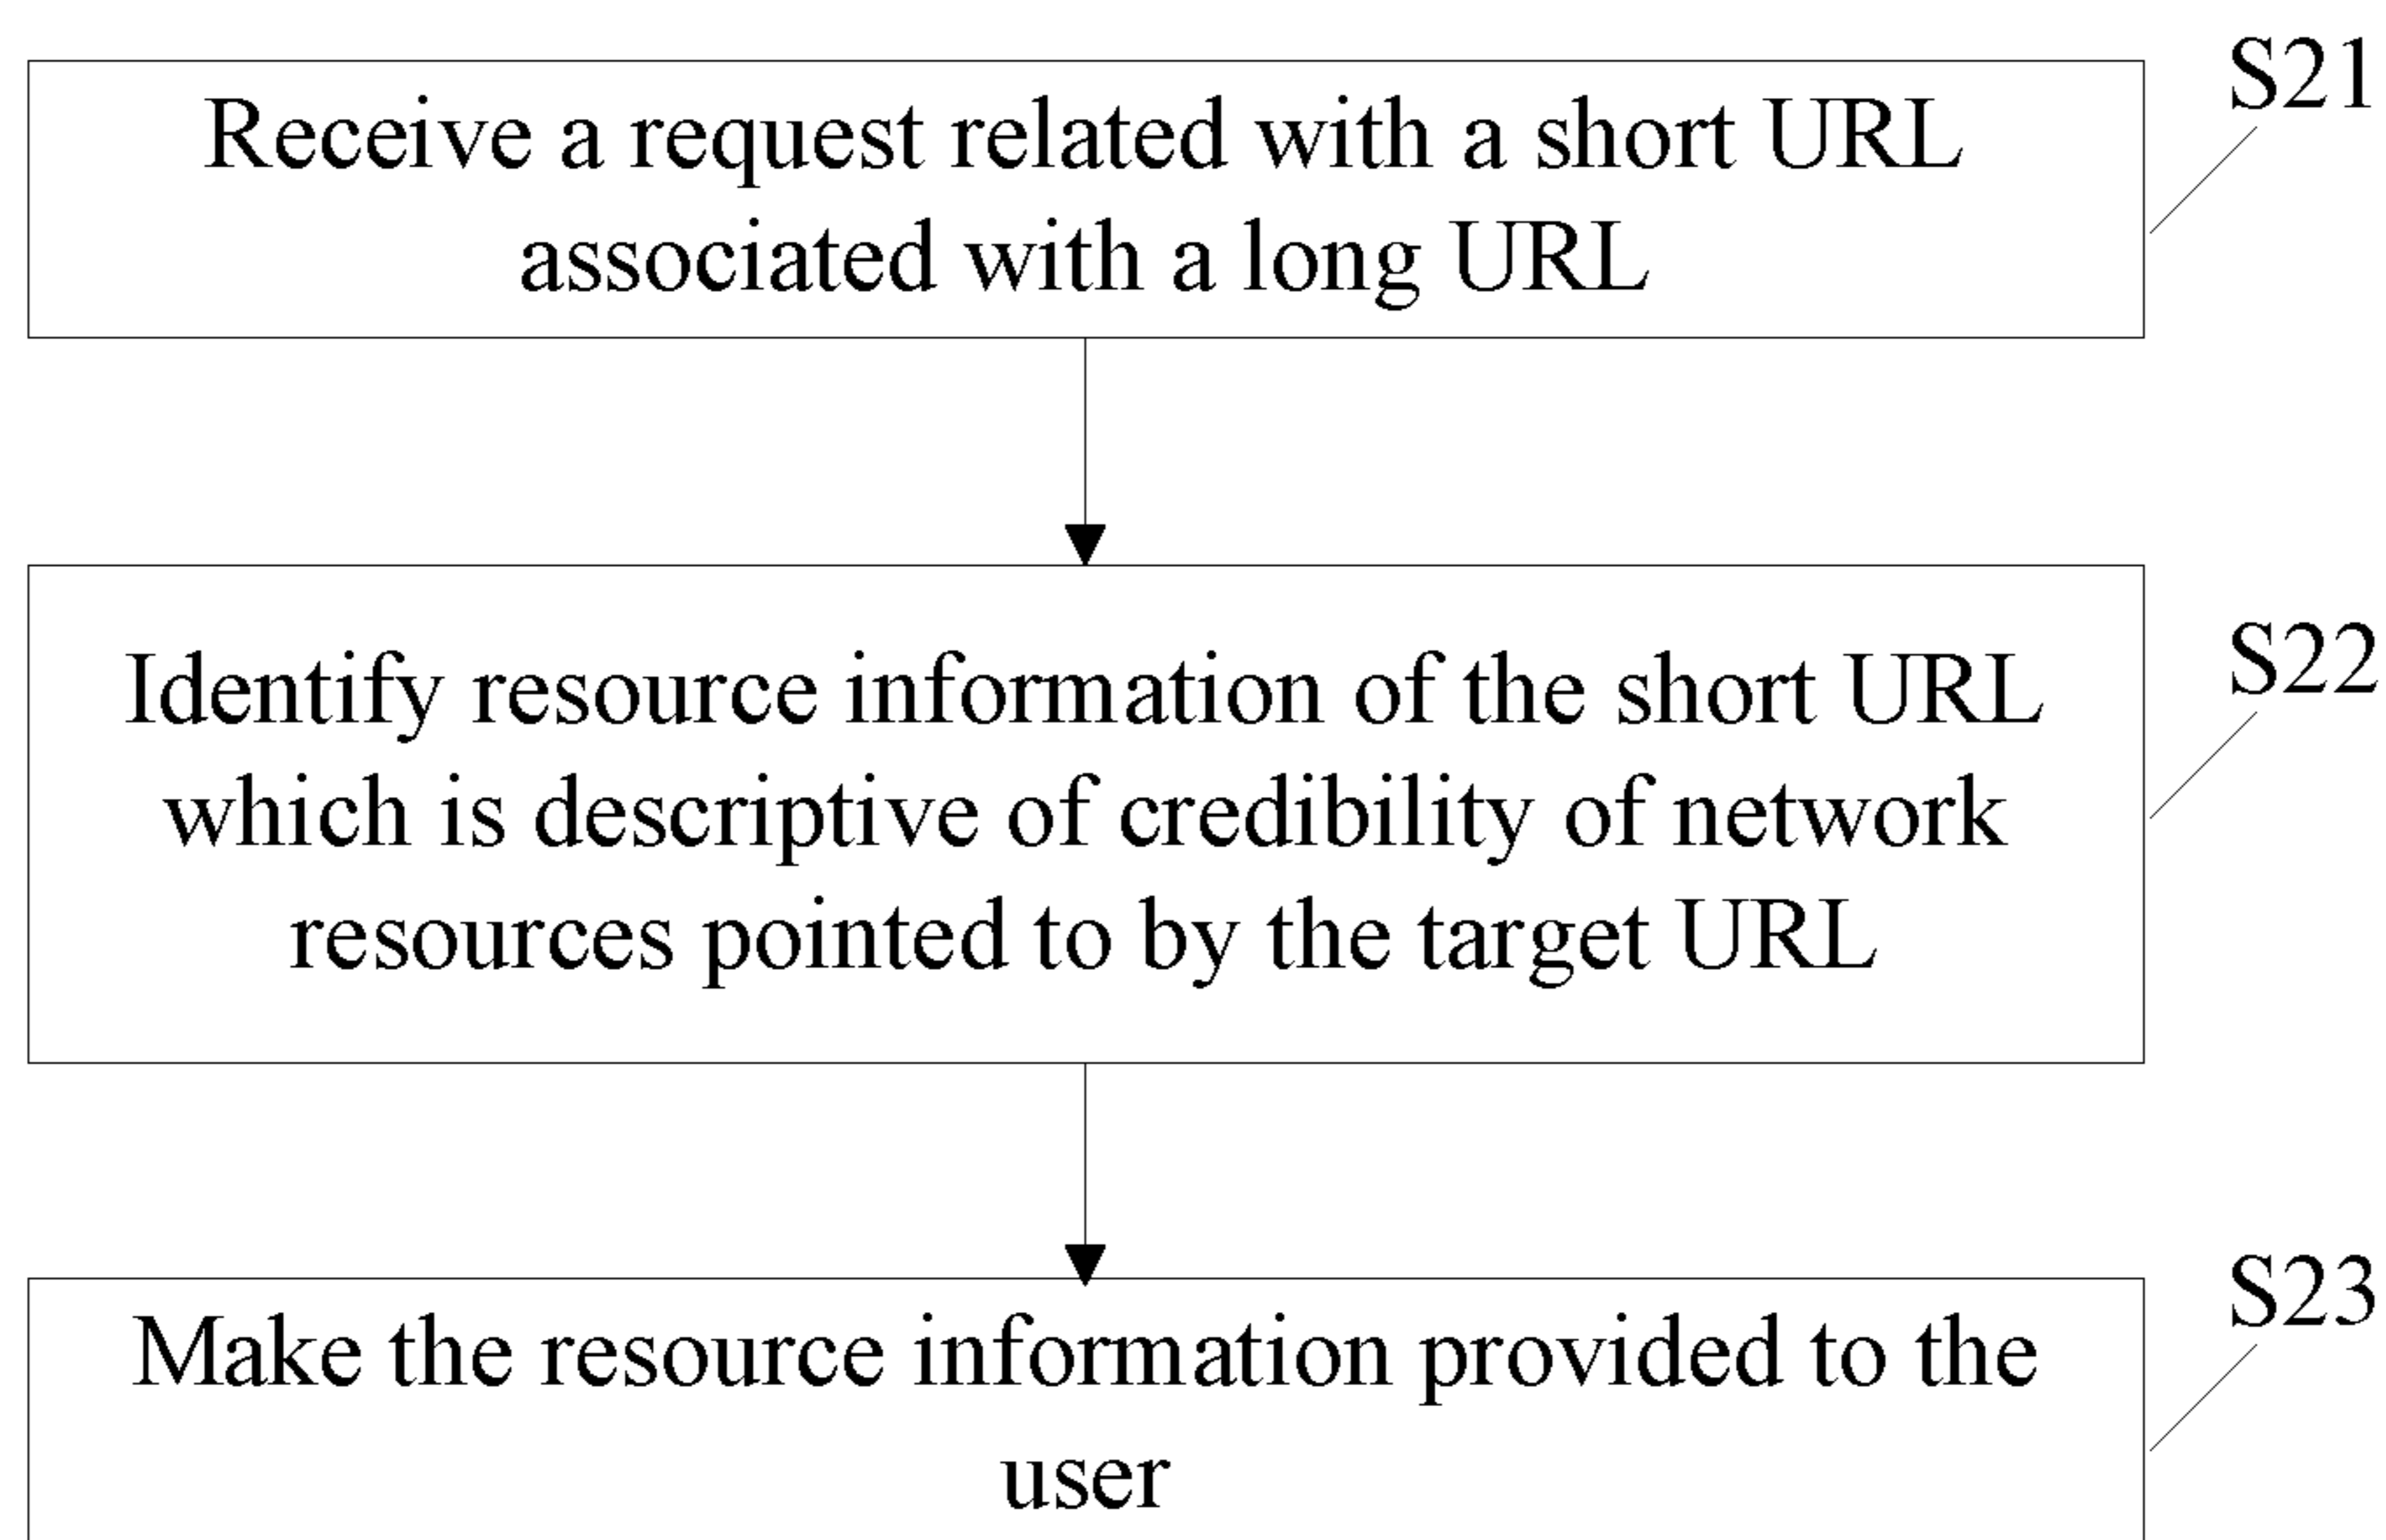 S21
Receive a request related with a short URL
associated with a long URL
S22
Identify resource information of the short URL
which is descriptive of credibility of network
resources pointed to by the target URL
S23
Make the resource information provided to the
user